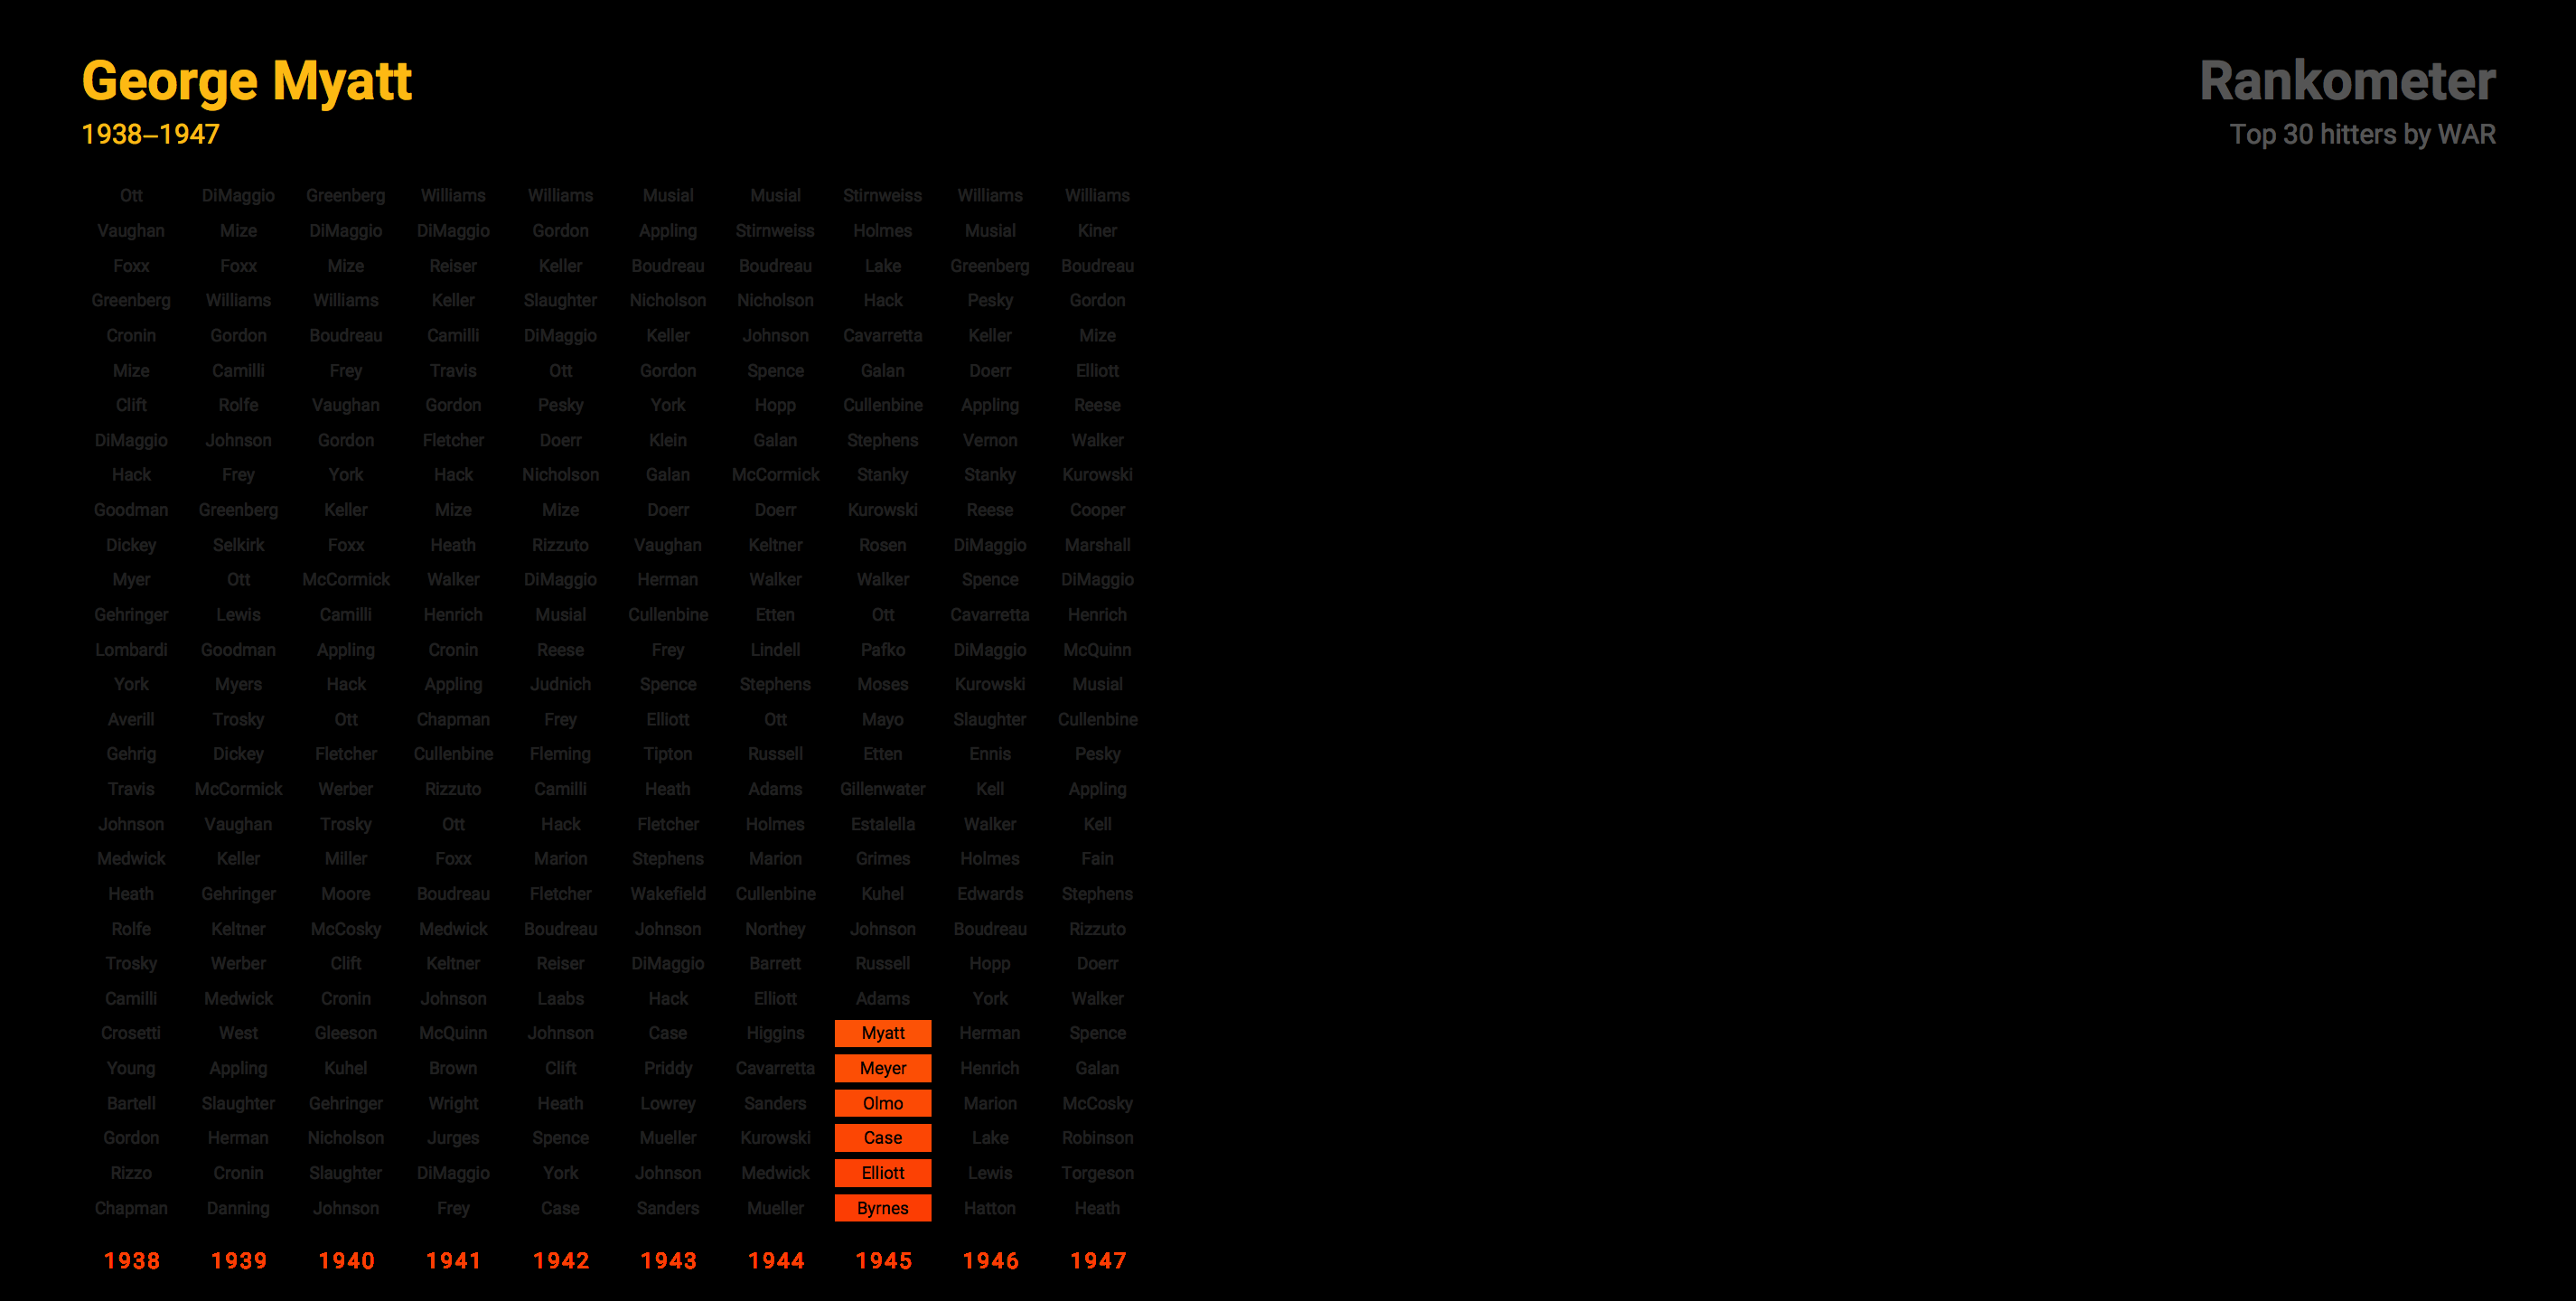 George Myatt
1938–1947
Rankometer
Top 30 hitters by WAR
Ott DiMaggio Greenberg Williams Williams Musial Musial Stirnweiss Williams Williams
Vaughan Mize DiMaggio DiMaggio Gordon Appling Stirnweiss Holmes Musial Kiner
Foxx Foxx Mize Reiser Keller Boudreau Boudreau Lake Greenberg Boudreau
Greenberg Williams Williams Keller Slaughter Nicholson Nicholson Hack Pesky Gordon
Cronin Gordon Boudreau Camilli DiMaggio Keller Johnson Cavarretta Keller Mize
Mize Camilli Frey Travis Ott Gordon Spence Galan Doerr Elliott
Clift Rolfe Vaughan Gordon Pesky York Hopp Cullenbine Appling Reese
DiMaggio Johnson Gordon Fletcher Doerr Klein Galan Stephens Vernon Walker
Hack Frey York Hack Nicholson Galan McCormick Stanky Stanky Kurowski
Goodman Greenberg Keller Mize Mize Doerr Doerr Kurowski Reese Cooper
Dickey Selkirk Foxx Heath Rizzuto Vaughan Keltner Rosen DiMaggio Marshall
Myer Ott McCormick Walker DiMaggio Herman Walker Walker Spence DiMaggio
Gehringer Lewis Camilli Henrich Musial Cullenbine Etten Ott Cavarretta Henrich
Lombardi Goodman Appling Cronin Reese Frey Lindell Pafko DiMaggio McQuinn
York Myers Hack Appling Judnich Spence Stephens Moses Kurowski Musial
Averill Trosky Ott Chapman Frey Elliott Ott Mayo Slaughter Cullenbine
Gehrig Dickey Fletcher Cullenbine Fleming Tipton Russell Etten Ennis Pesky
Travis McCormick Werber Rizzuto Camilli Heath Adams Gillenwater Kell Appling
Johnson Vaughan Trosky Ott Hack Fletcher Holmes Estalella Walker Kell
Medwick Keller Miller Foxx Marion Stephens Marion Grimes Holmes Fain
Heath Gehringer Moore Boudreau Fletcher Wakefield Cullenbine Kuhel Edwards Stephens
Rolfe Keltner McCosky Medwick Boudreau Johnson Northey Johnson Boudreau Rizzuto
Trosky Werber Clift Keltner Reiser DiMaggio Barrett Russell Hopp Doerr
Camilli Medwick Cronin Johnson Laabs Hack Elliott Adams York Walker
Crosetti West Gleeson McQuinn Johnson Case Higgins Myatt Herman Spence
Young Appling Kuhel Brown Clift Priddy Cavarretta Meyer Henrich Galan
Bartell Slaughter Gehringer Wright Heath Lowrey Sanders Olmo Marion McCosky
Gordon Herman Nicholson Jurges Spence Mueller Kurowski Case Lake Robinson
Rizzo Cronin Slaughter DiMaggio York Johnson Medwick Elliott Lewis Torgeson
Chapman Danning Johnson Frey Case Sanders Mueller Byrnes Hatton Heath
1938 1939 1940 1941 1942 1943 1944 1945 1946 1947